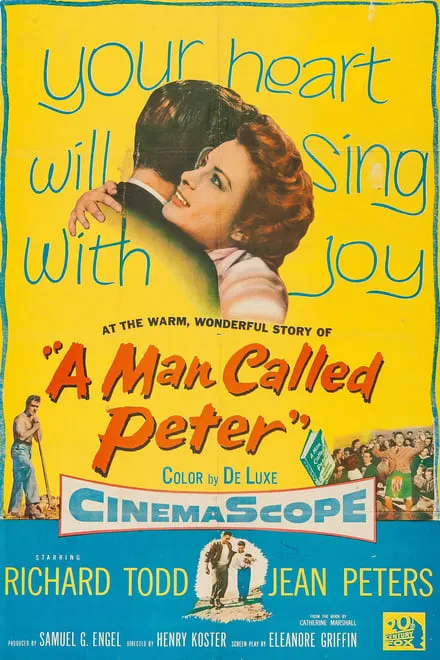 your heart
will sing
with joy
AT THE WARM, WONDERFUL STORY OF
"A Man Called
Peter"
COLOR by DE LUXE
CINEMASCOPE
STARRING
RICHARD TODD JEAN PETERS
FROM THE BOOK BY
CATHERINE MARSHALL
PRODUCED BY SAMUEL G. ENGEL DIRECTED BY HENRY KOSTER SCREEN PLAY BY ELEANORE GRIFFIN
20th
CENTURY
FOX